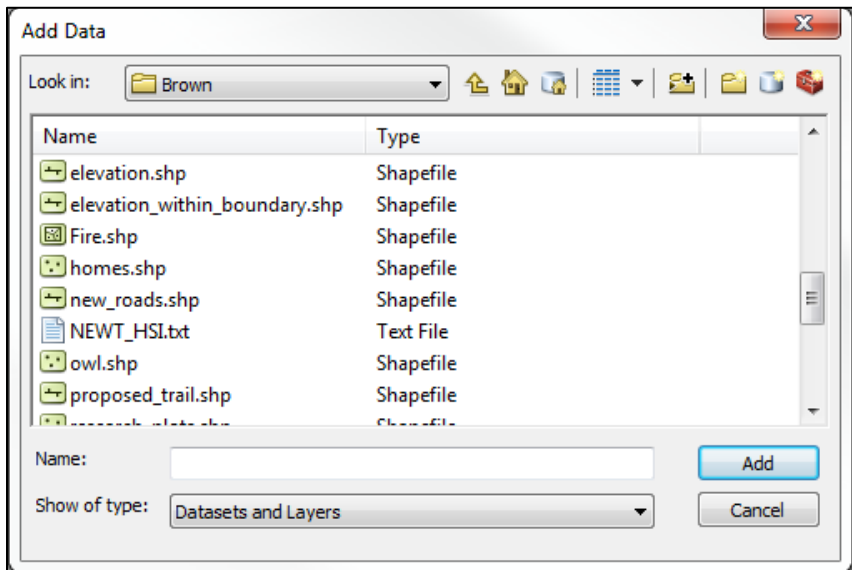 Add Data
Look in: Brown
Name Type
elevation.shp Shapefile
elevation_within_boundary.shp Shapefile
Fire.shp Shapefile
homes.shp Shapefile
new_roads.shp Shapefile
NEWT_HSI.txt Text File
owl.shp Shapefile
proposed_trail.shp Shapefile
Name:
Add
Show of type: Datasets and Layers
Cancel